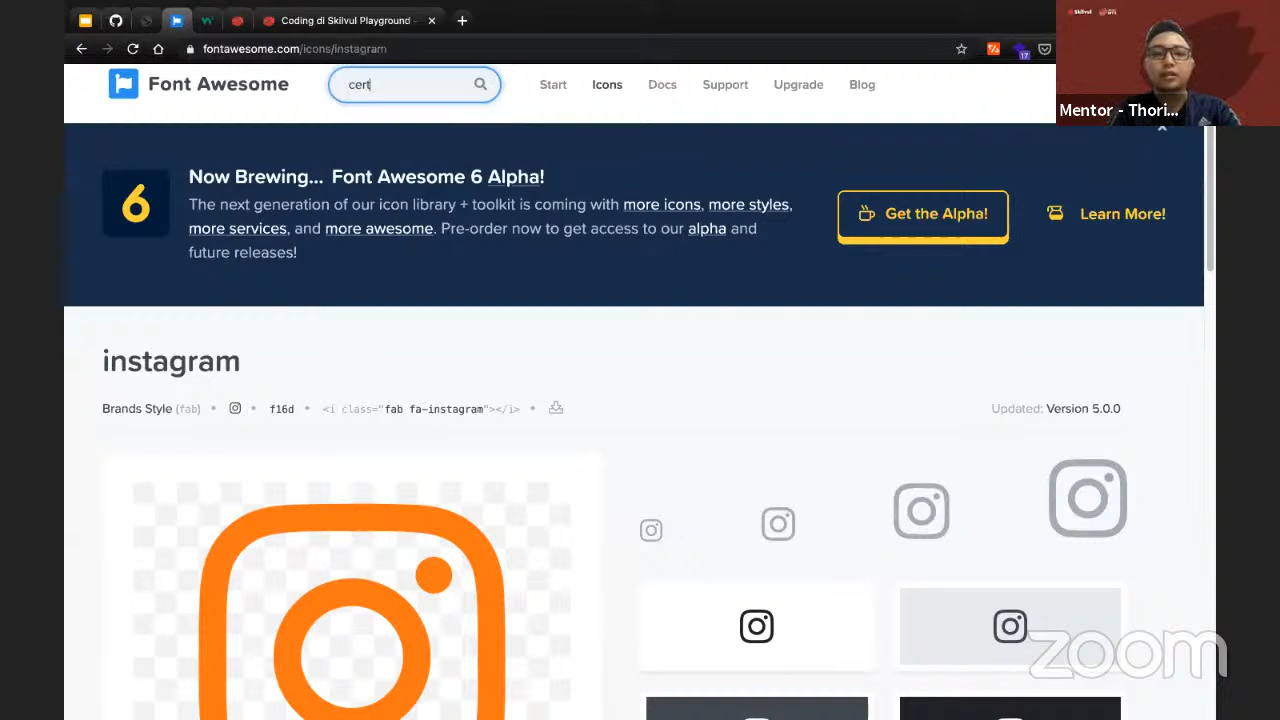 Coding di Skilvul Playground -
fontawesome.com/icons/instagram
17
Font Awesome
cert
Start
Icons
Docs
Support
Upgrade
Blog
Skilvul
Mentor - Thori...
6
Now Brewing... Font Awesome 6 Alpha!
The next generation of our icon library + toolkit is coming with more icons, more styles,
more services, and more awesome. Pre-order now to get access to our alpha and
future releases!
Get the Alpha!
Learn More!
instagram
Brands Style (fab) • • f16d • <i class="fab fa-instagram"></i> •
Updated: Version 5.0.0
zoom